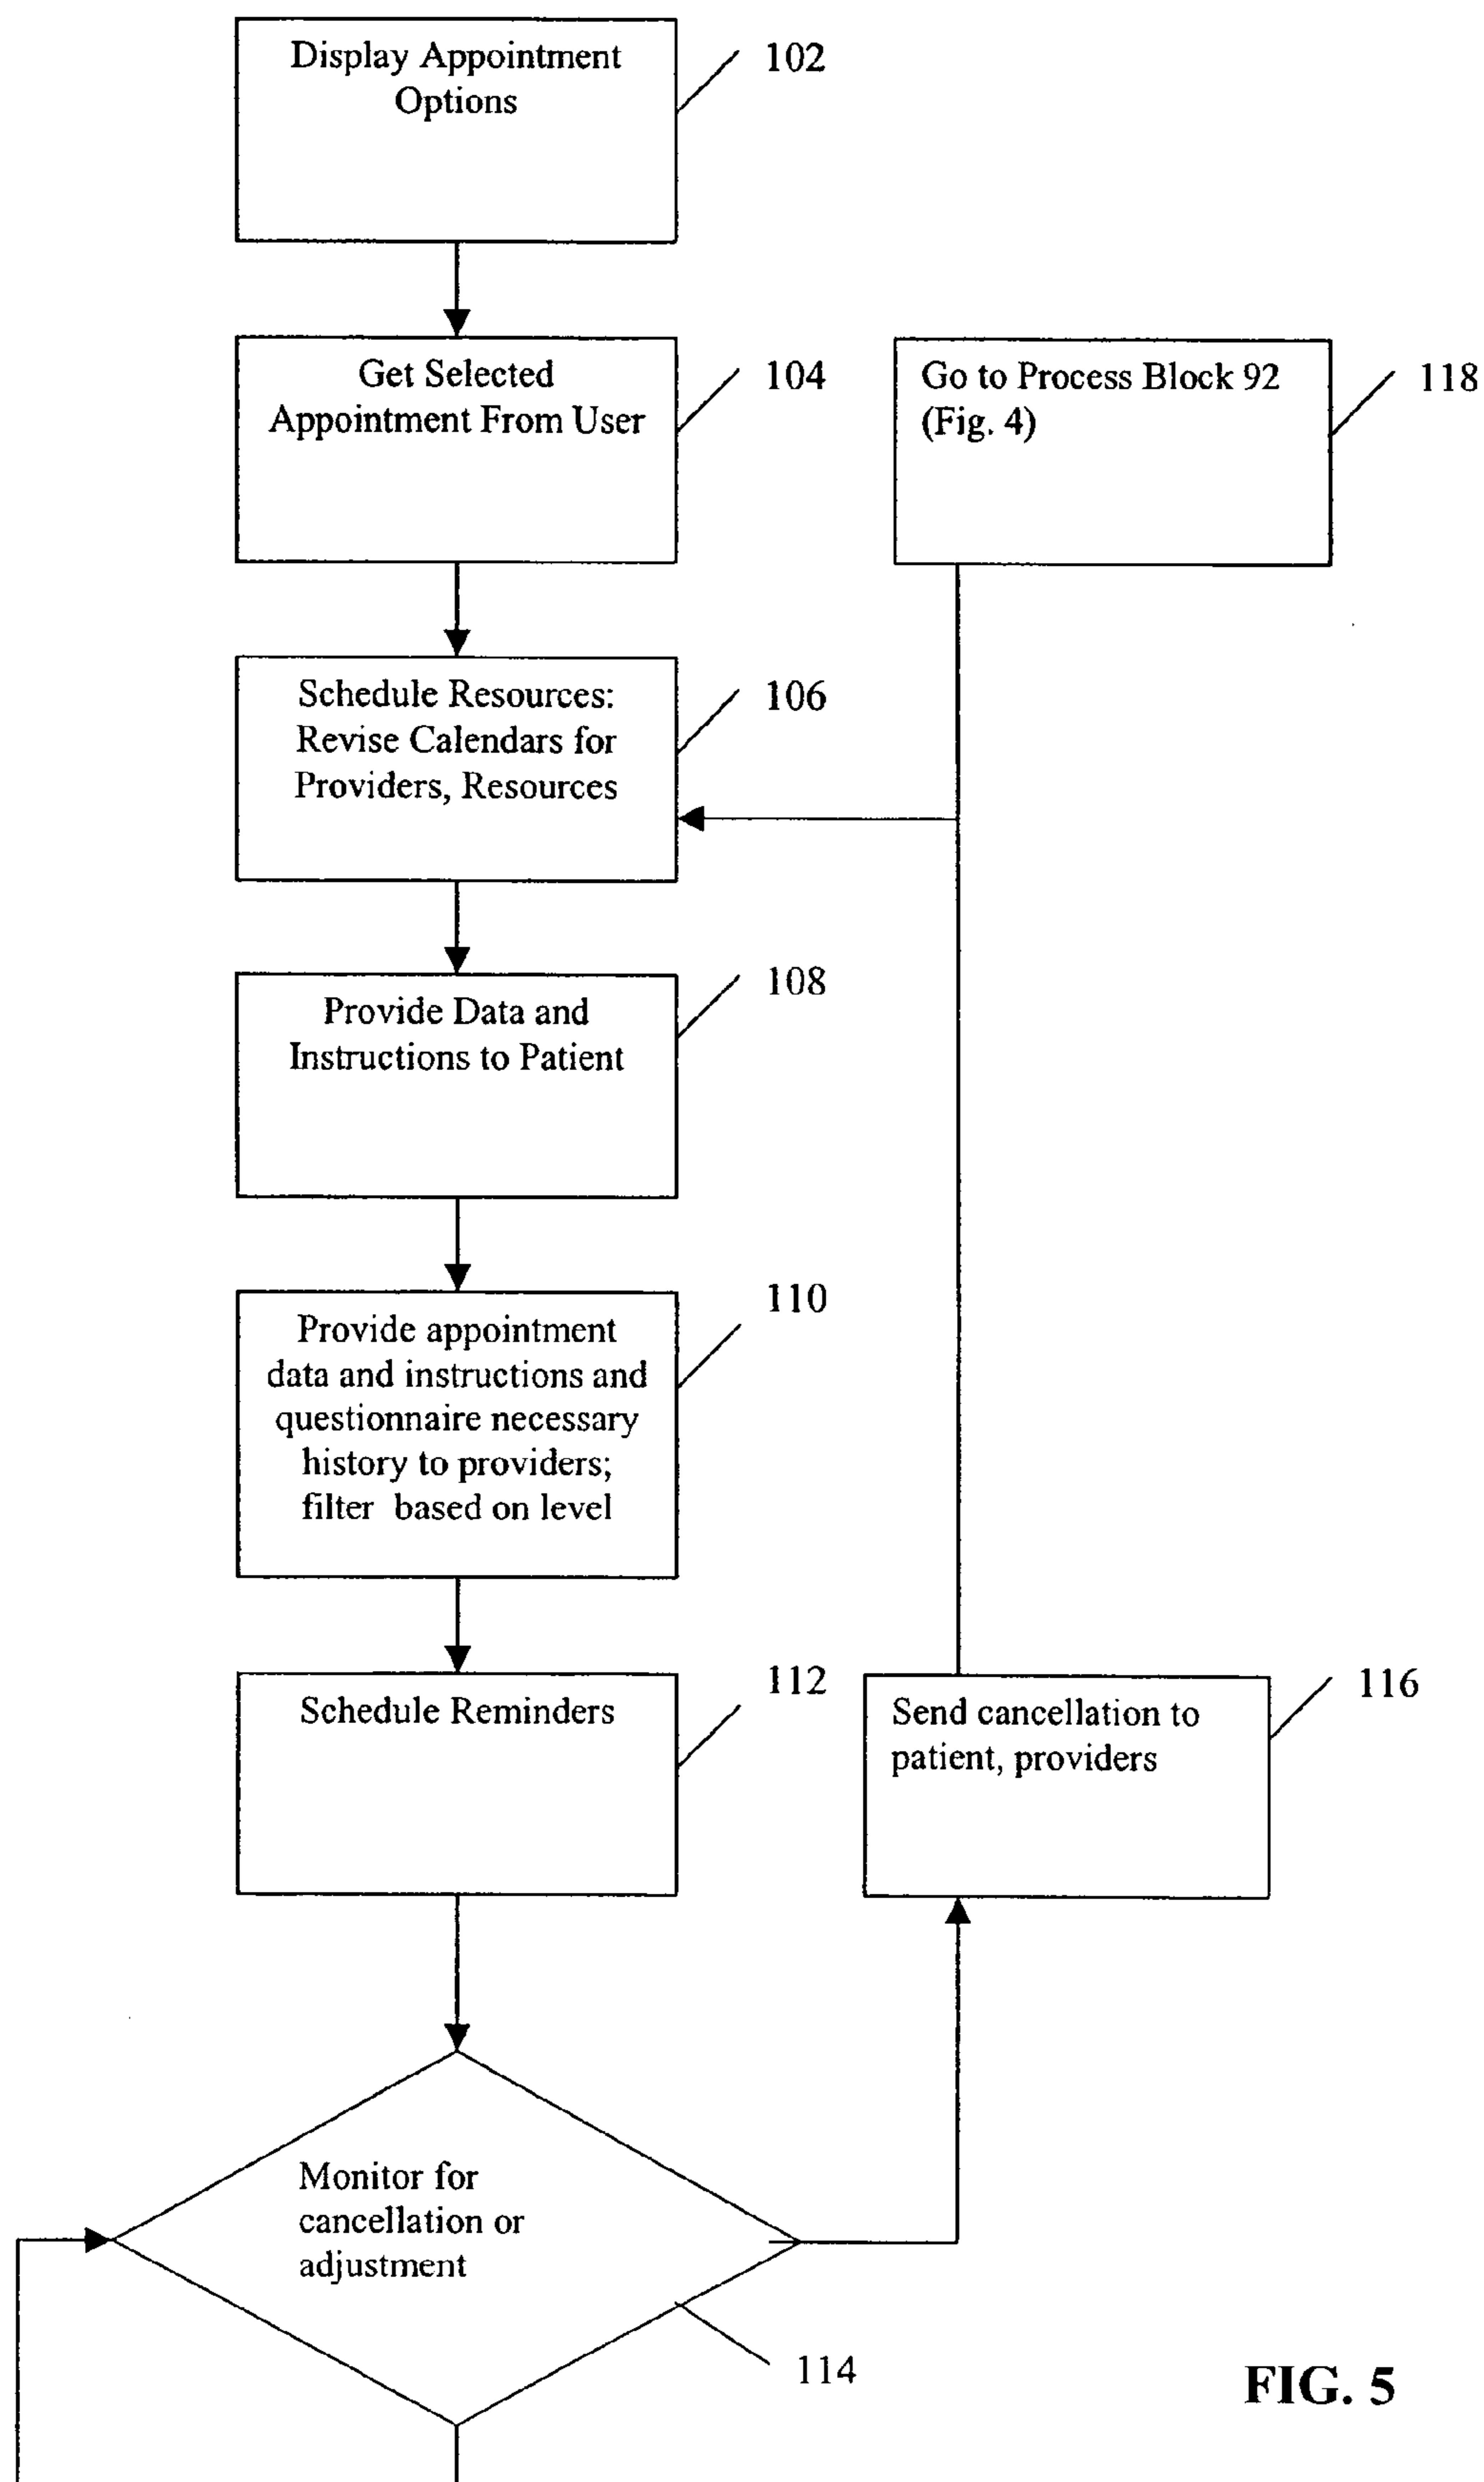 Display Appointment
Options
102
Get Selected
Appointment From User
104
Go to Process Block 92
(Fig. 4)
118
Schedule Resources:
Revise Calendars for
Providers, Resources
106
Provide Data and
Instructions to Patient
108
Provide appointment
data and instructions and
questionnaire necessary
history to providers;
filter based on level
110
Schedule Reminders
112
Send cancellation to
patient, providers
116
Monitor for
cancellation or
adjustment
114
FIG. 5